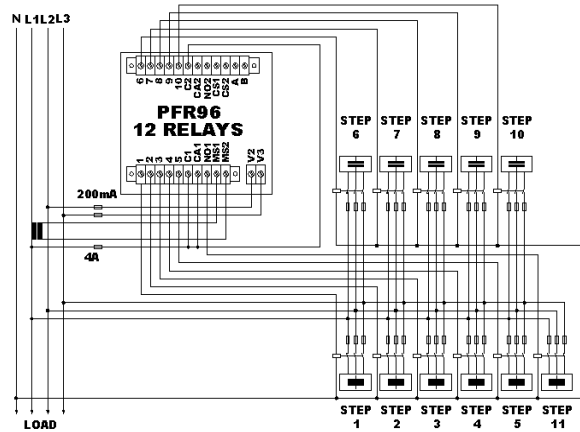 N L1 L2 L3
6 7 8 9 10 C2 CA2 NO2 CS1 CS2 A B
PFR96
12 RELAYS
1 2 3 4 5 C1 CA1 NO1 MS1 MS2 V2 V3
STEP 6
STEP 7
STEP 8
STEP 9
STEP 10
200mA
4A
LOAD
STEP 1
STEP 2
STEP 3
STEP 4
STEP 5
STEP 11